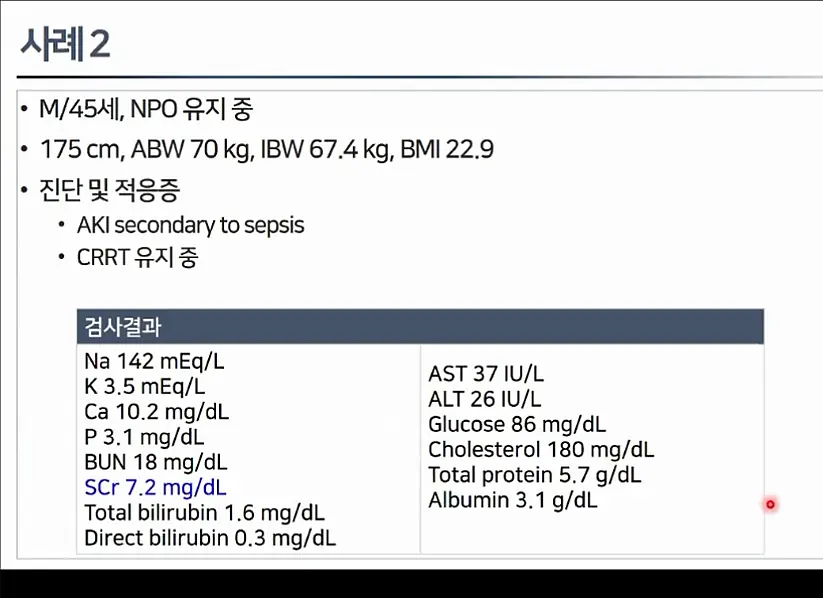 사례 2
• M/45세, NPO 유지 중
• 175 cm, ABW 70 kg, IBW 67.4 kg, BMI 22.9
• 진단 및 적응증
• AKI secondary to sepsis
• CRRT 유지 중
검사결과
Na 142 mEq/L
K 3.5 mEq/L
Ca 10.2 mg/dL
P 3.1 mg/dL
BUN 18 mg/dL
SCr 7.2 mg/dL
Total bilirubin 1.6 mg/dL
Direct bilirubin 0.3 mg/dL
AST 37 IU/L
ALT 26 IU/L
Glucose 86 mg/dL
Cholesterol 180 mg/dL
Total protein 5.7 g/dL
Albumin 3.1 g/dL